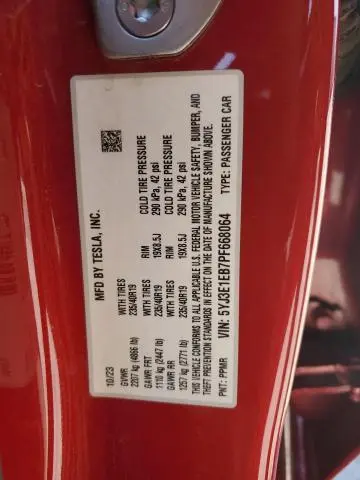 MFD BY TESLA, INC.
10/23
GVWR
2207 kg (4866 lb)
GAWR FRT WITH TIRES RIM COLD TIRE PRESSURE
1110 kg (2447 lb) 235/40R19 19X8.5J 290 kPa, 42 psi
GAWR RR WITH TIRES RIM COLD TIRE PRESSURE
1257 kg (2771 lb) 235/40R19 19X8.5J 290 kPa, 42 psi
THIS VEHICLE CONFORMS TO ALL APPLICABLE U.S. FEDERAL MOTOR VEHICLE SAFETY, BUMPER, AND
THEFT PREVENTION STANDARDS IN EFFECT ON THE DATE OF MANUFACTURE SHOWN ABOVE.
VIN: 5YJ3E1EB7PF668064 TYPE: PASSENGER CAR
PNT: PPMR